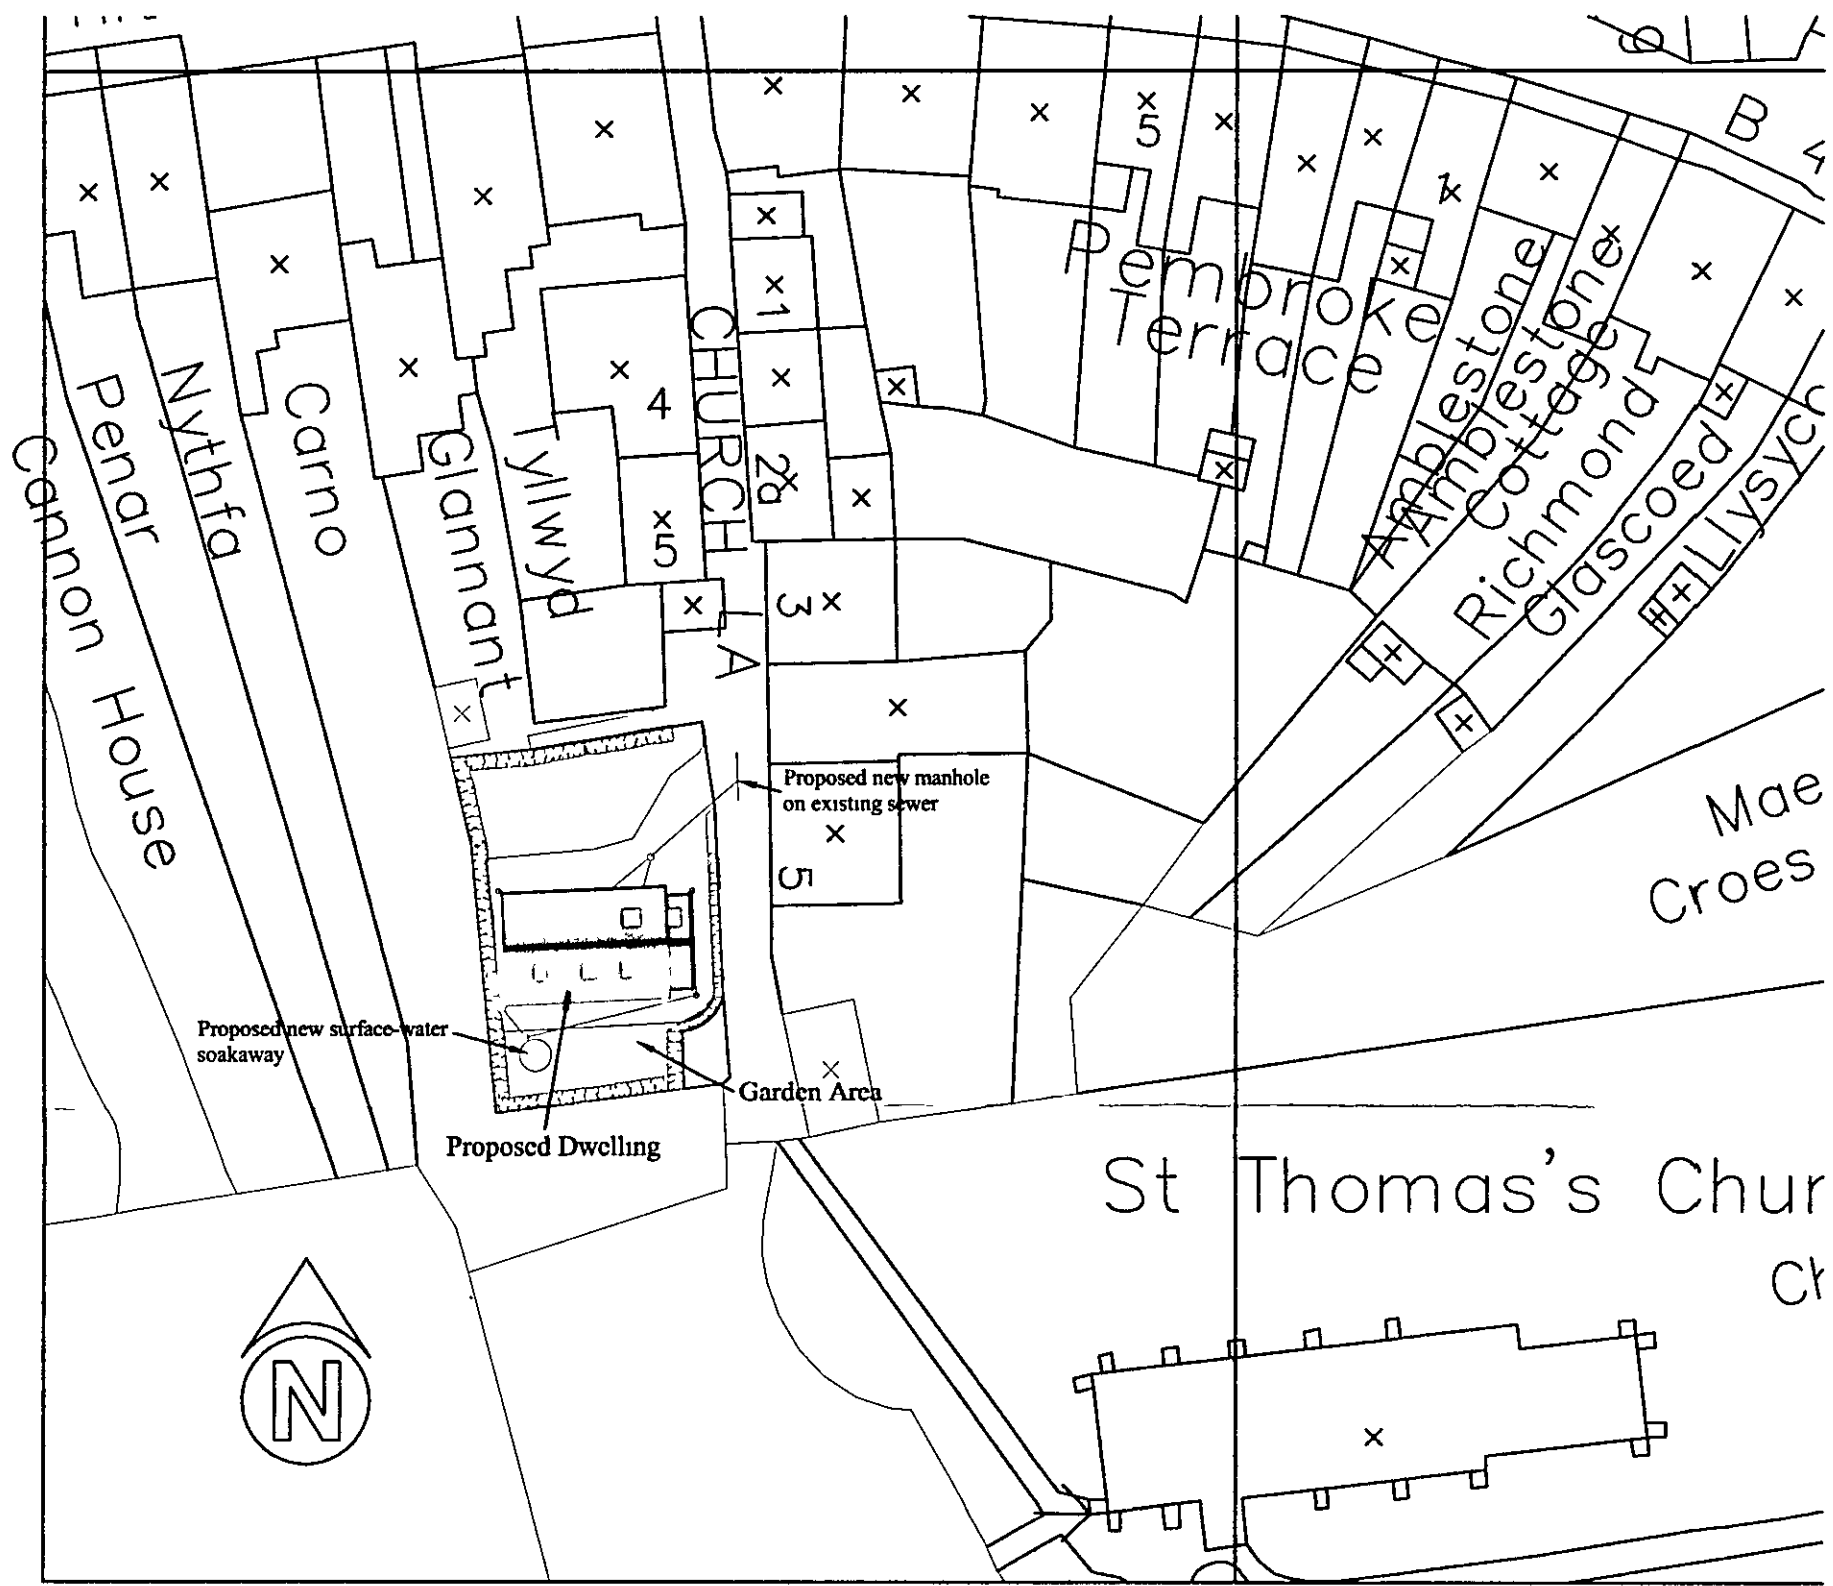 B 4
5
1
1
Pembroke
Terrace
CHURCH
LA
4
2a
5
3
5
Cannon House
Penar
Nythfa
Carno
Glannant
Tyllwyd
Amblestone
Amblestone
Cottage
Richmond
Glascoed
Llysyc
Mae
Croes
Proposed new manhole
on existing sewer
Proposed new surface-water
soakaway
Garden Area
Proposed Dwelling
St Thomas's Chur
Ch
N